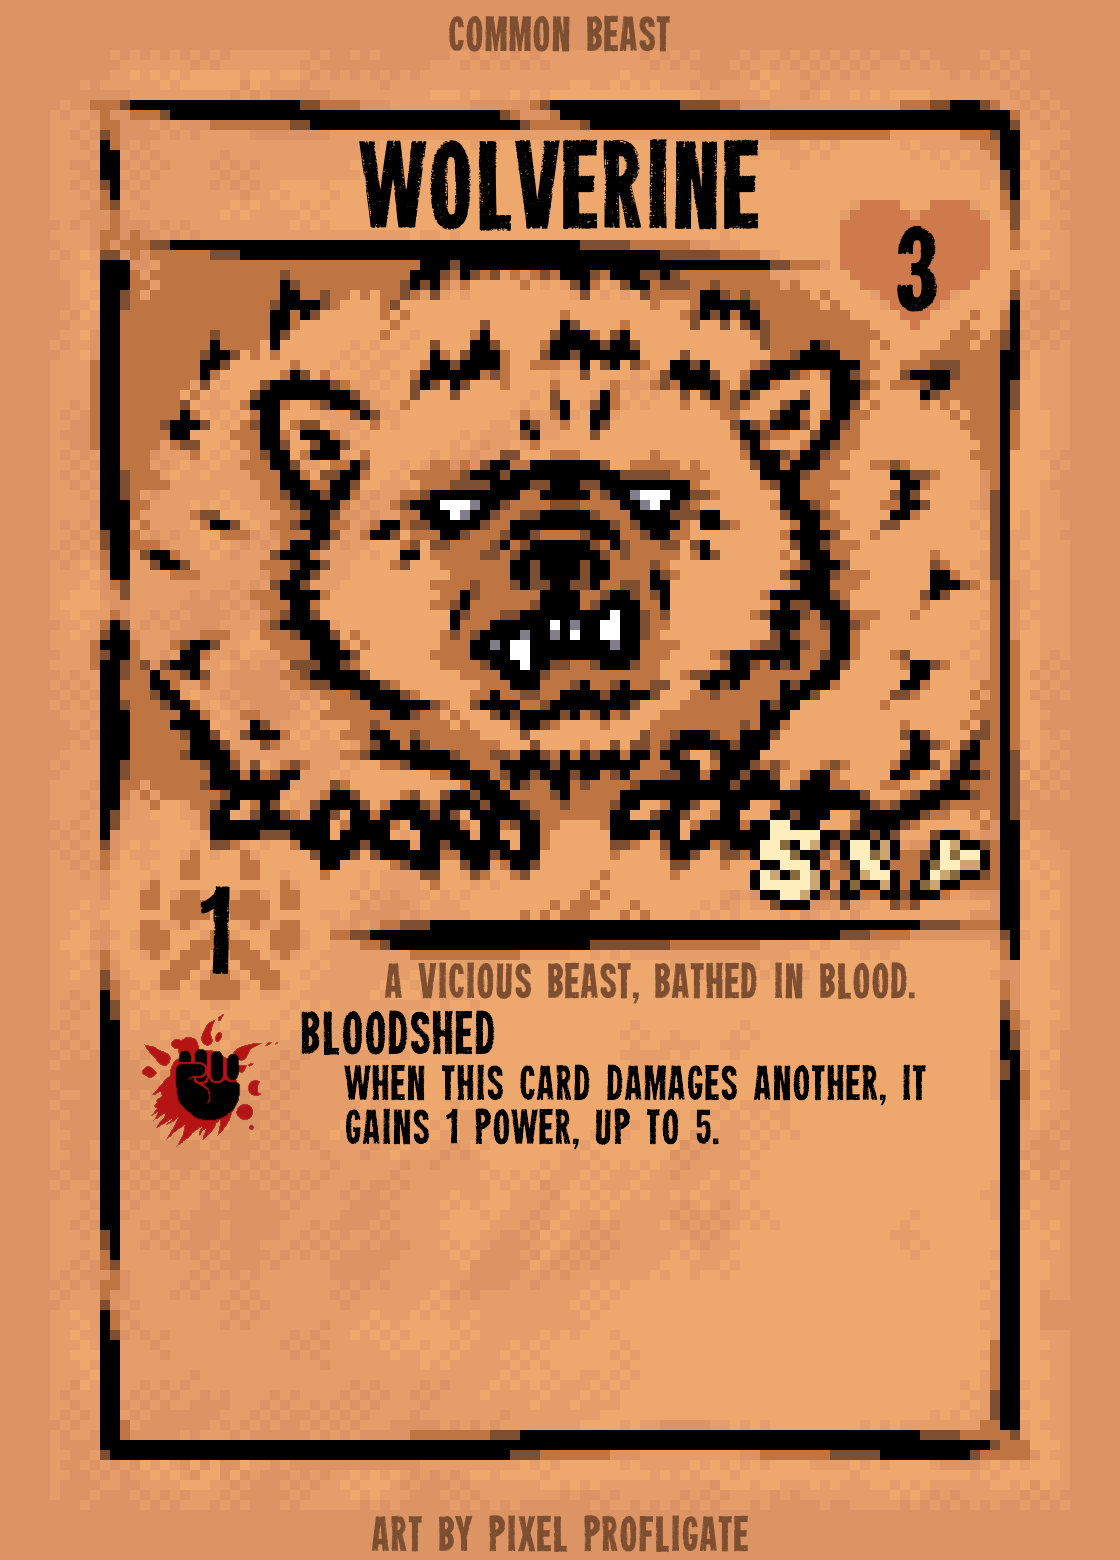 COMMON BEAST
WOLVERINE
3
1
A VICIOUS BEAST, BATHED IN BLOOD.
BLOODSHED
WHEN THIS CARD DAMAGES ANOTHER, IT
GAINS 1 POWER, UP TO 5.
ART BY PIXEL PROFLIGATE